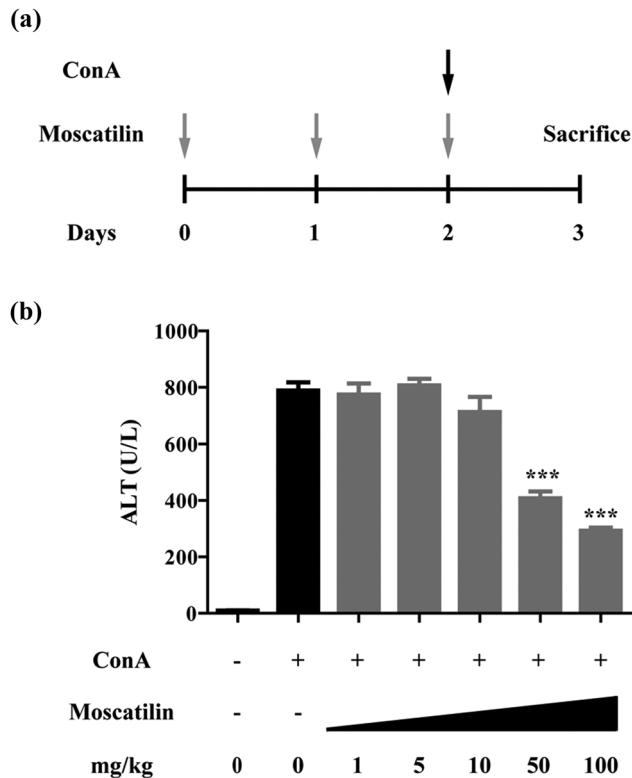 (a)
ConA
Moscatilin Sacrifice
Days 0 1 2 3
(b)
ALT (U/L)
1000
800
600
400
200
0
***
***
ConA - + + + + + +
Moscatilin - -
mg/kg 0 0 1 5 10 50 100